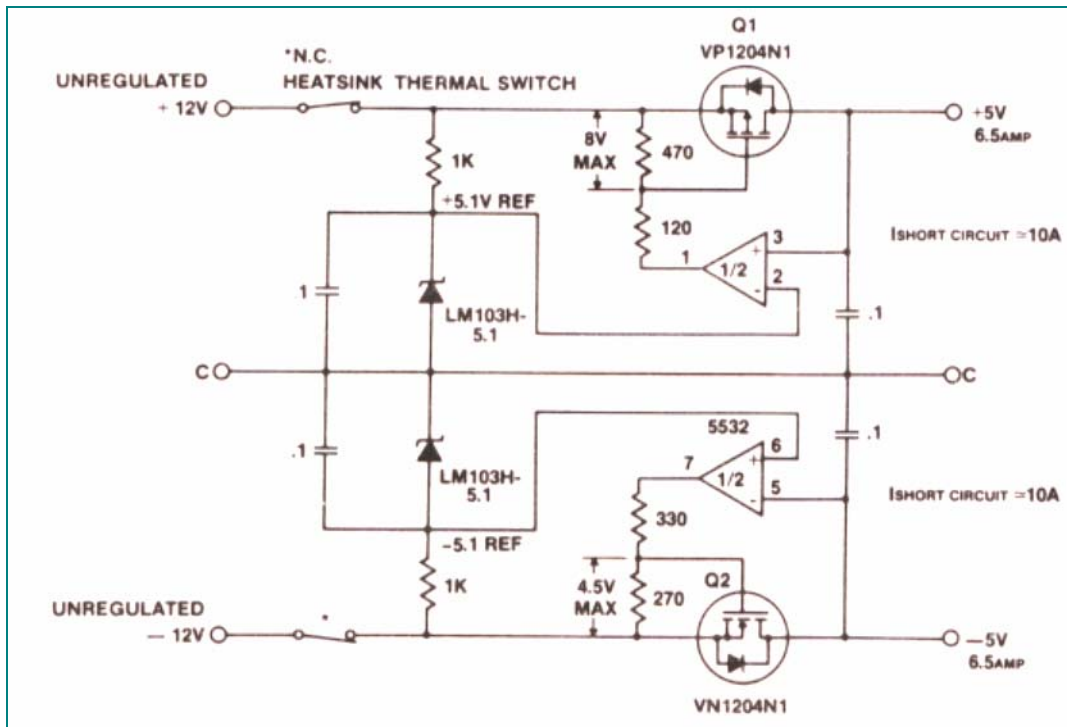 Q1
VP1204N1
*N.C.
HEATSINK THERMAL SWITCH
UNREGULATED
+ 12V
+5V
6.5AMP
8V
MAX
470
1K
+5.1V REF
120
1
3
+
1/2
2
-
ISHORT CIRCUIT ≃10A
.1
LM103H-
5.1
.1
C
C
5532
.1
.1
LM103H-
5.1
7
6
+
1/2
5
-
ISHORT CIRCUIT ≃10A
330
-5.1 REF
1K
4.5V
MAX
270
Q2
UNREGULATED
— 12V
*
—5V
6.5AMP
VN1204N1